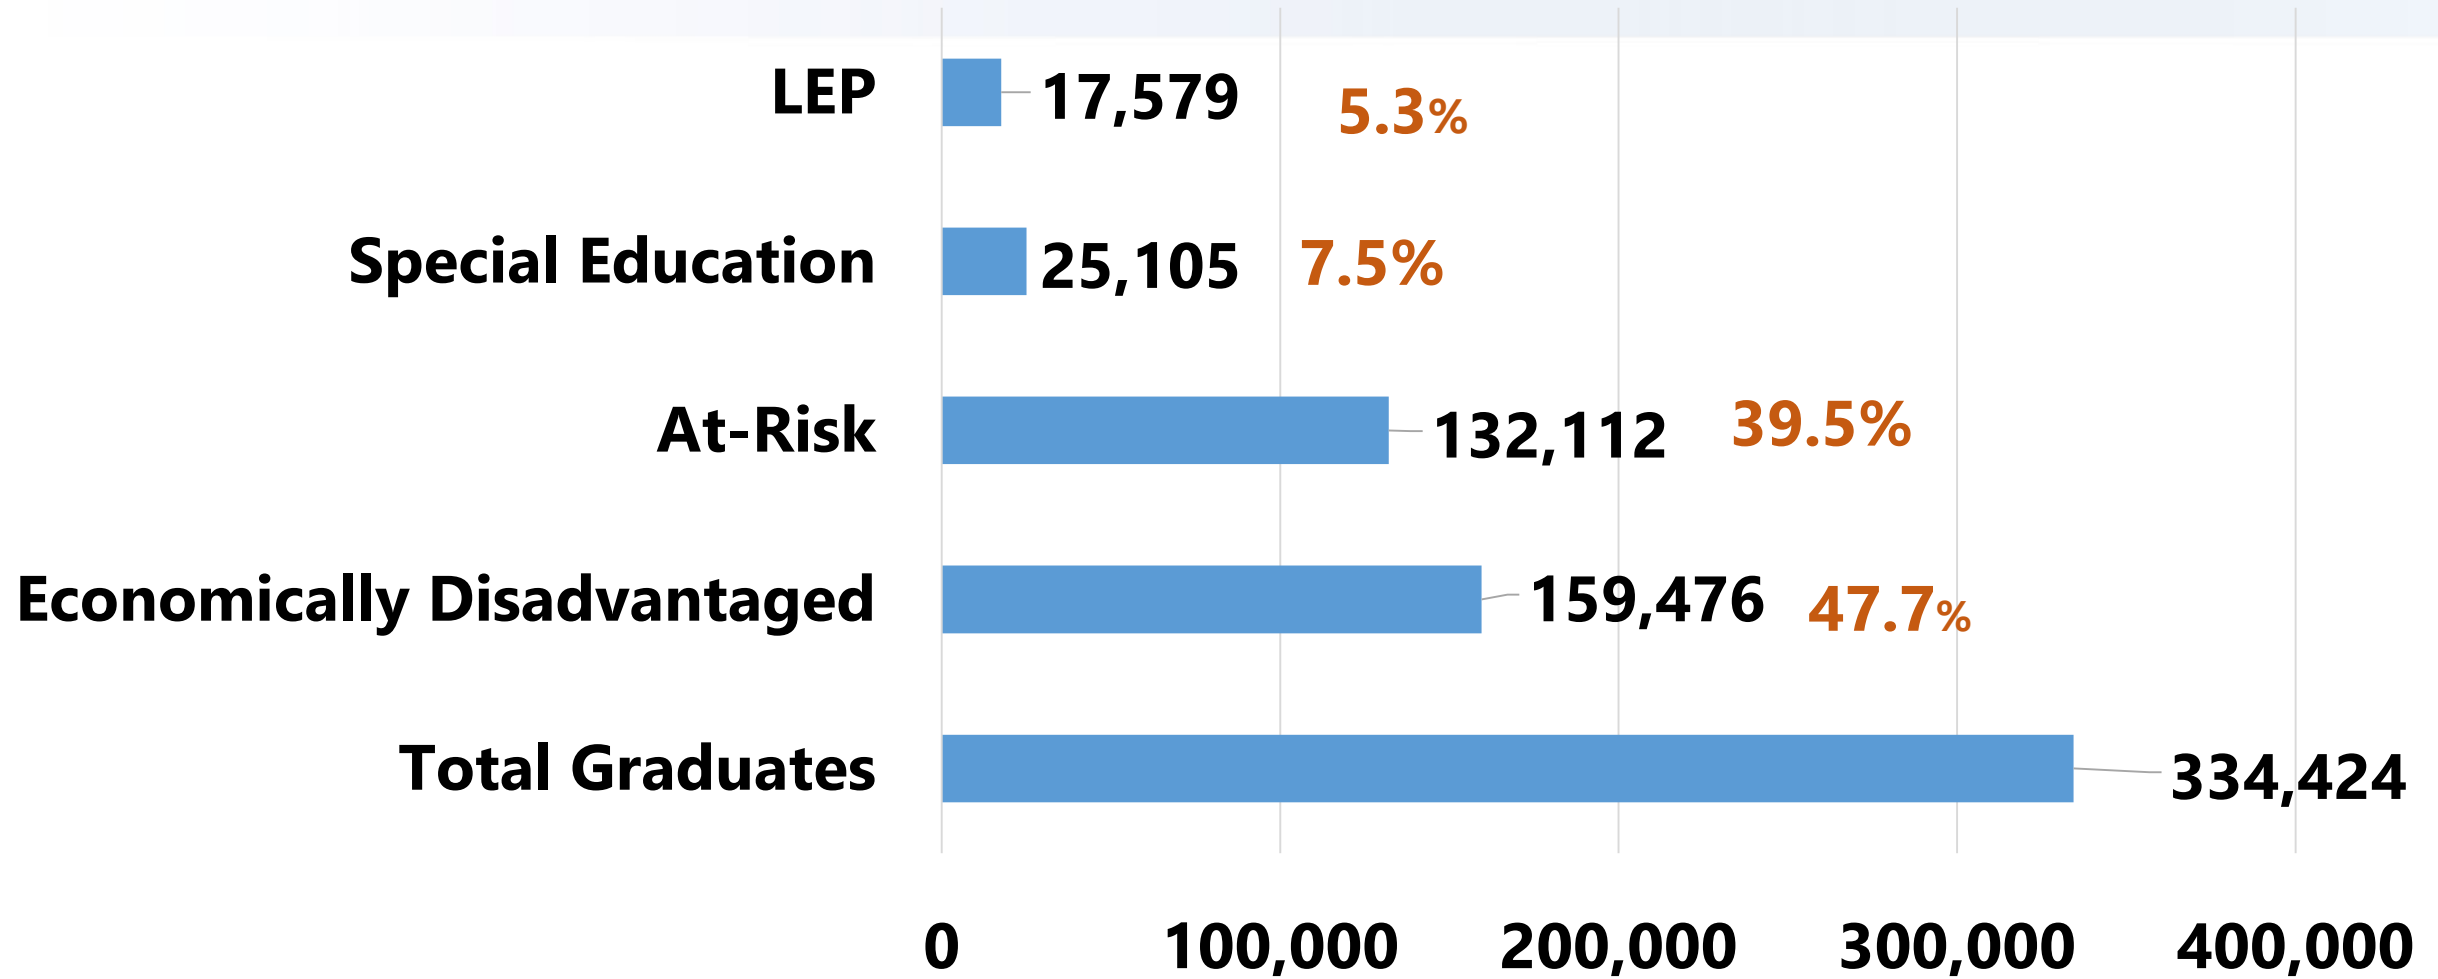 LEP 17,579 5.3%
Special Education 25,105 7.5%
At-Risk 132,112 39.5%
Economically Disadvantaged 159,476 47.7%
Total Graduates 334,424
0 100,000 200,000 300,000 400,000